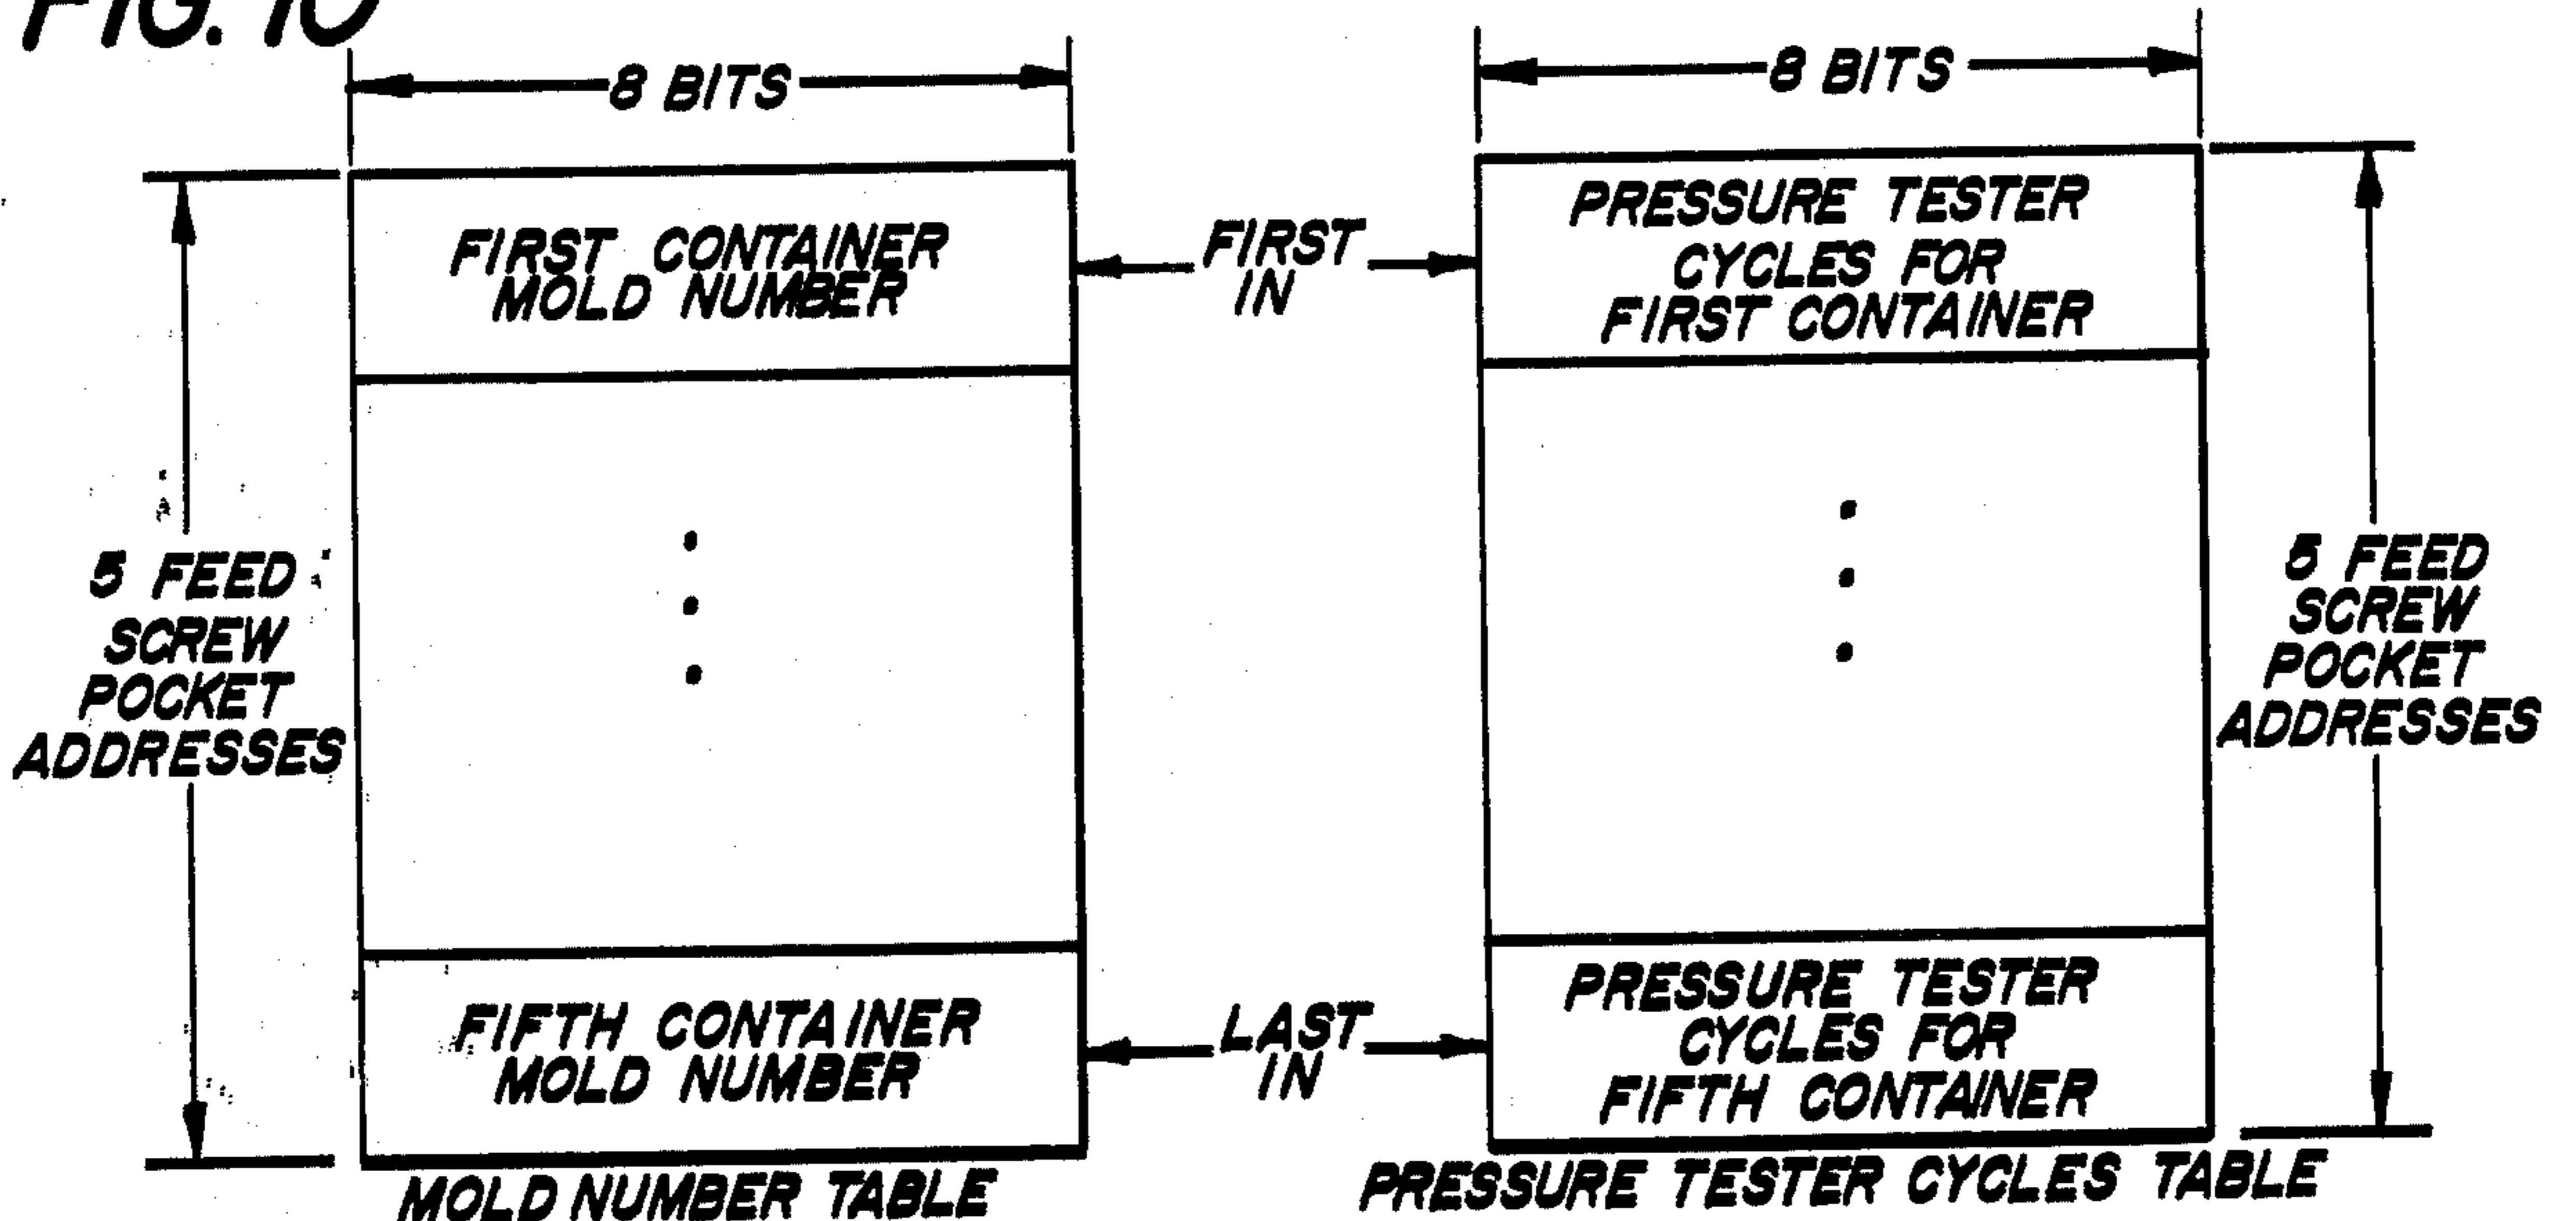 FIG. 10
8 BITS
8 BITS
FIRST CONTAINER
MOLD NUMBER
FIRST
IN
PRESSURE TESTER
CYCLES FOR
FIRST CONTAINER
5 FEED
SCREW
POCKET
ADDRESSES
5 FEED
SCREW
POCKET
ADDRESSES
FIFTH CONTAINER
MOLD NUMBER
LAST
IN
PRESSURE TESTER
CYCLES FOR
FIFTH CONTAINER
MOLD NUMBER TABLE
PRESSURE TESTER CYCLES TABLE